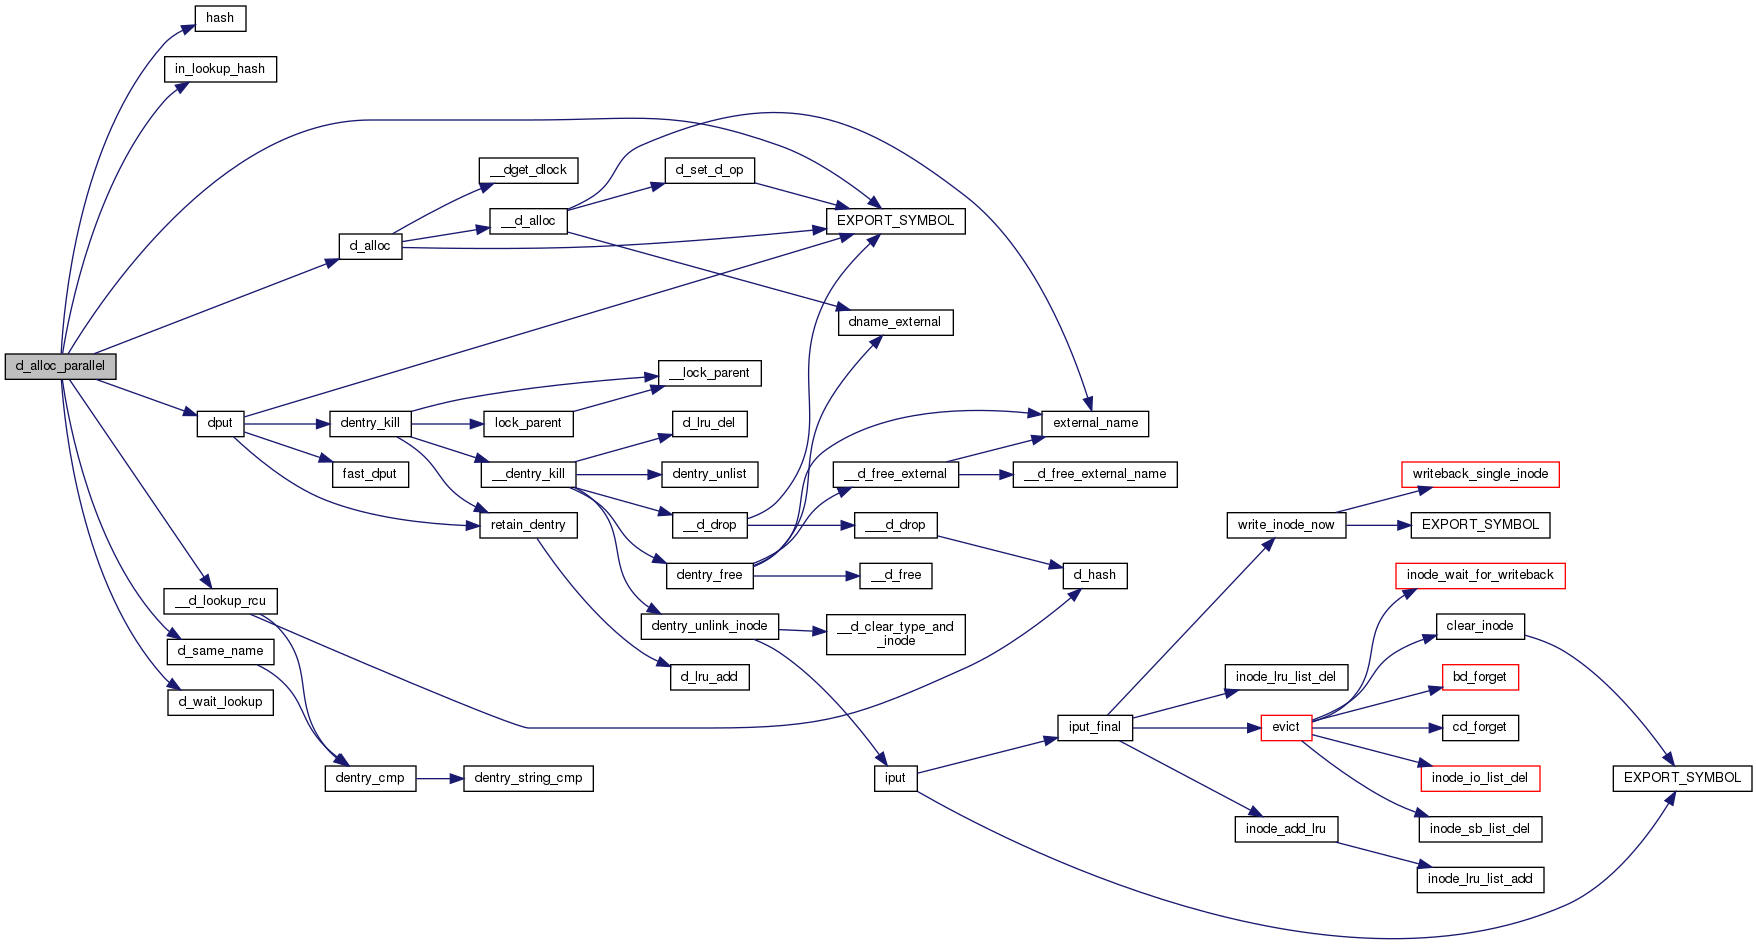 hash
in_lookup_hash
__dget_dlock
d_set_d_op
__d_alloc
EXPORT_SYMBOL
d_alloc
dname_external
d_alloc_parallel
__lock_parent
dput
dentry_kill
lock_parent
d_lru_del
external_name
fast_dput
__dentry_kill
dentry_unlist
__d_free_external
__d_free_external_name
writeback_single_inode
retain_dentry
__d_drop
___d_drop
write_inode_now
EXPORT_SYMBOL
dentry_free
__d_free
d_hash
inode_wait_for_writeback
__d_lookup_rcu
dentry_unlink_inode
__d_clear_type_and
_inode
clear_inode
d_same_name
d_lru_add
inode_lru_list_del
bd_forget
d_wait_lookup
iput_final
evict
cd_forget
dentry_cmp
dentry_string_cmp
iput
inode_io_list_del
EXPORT_SYMBOL
inode_add_lru
inode_sb_list_del
inode_lru_list_add